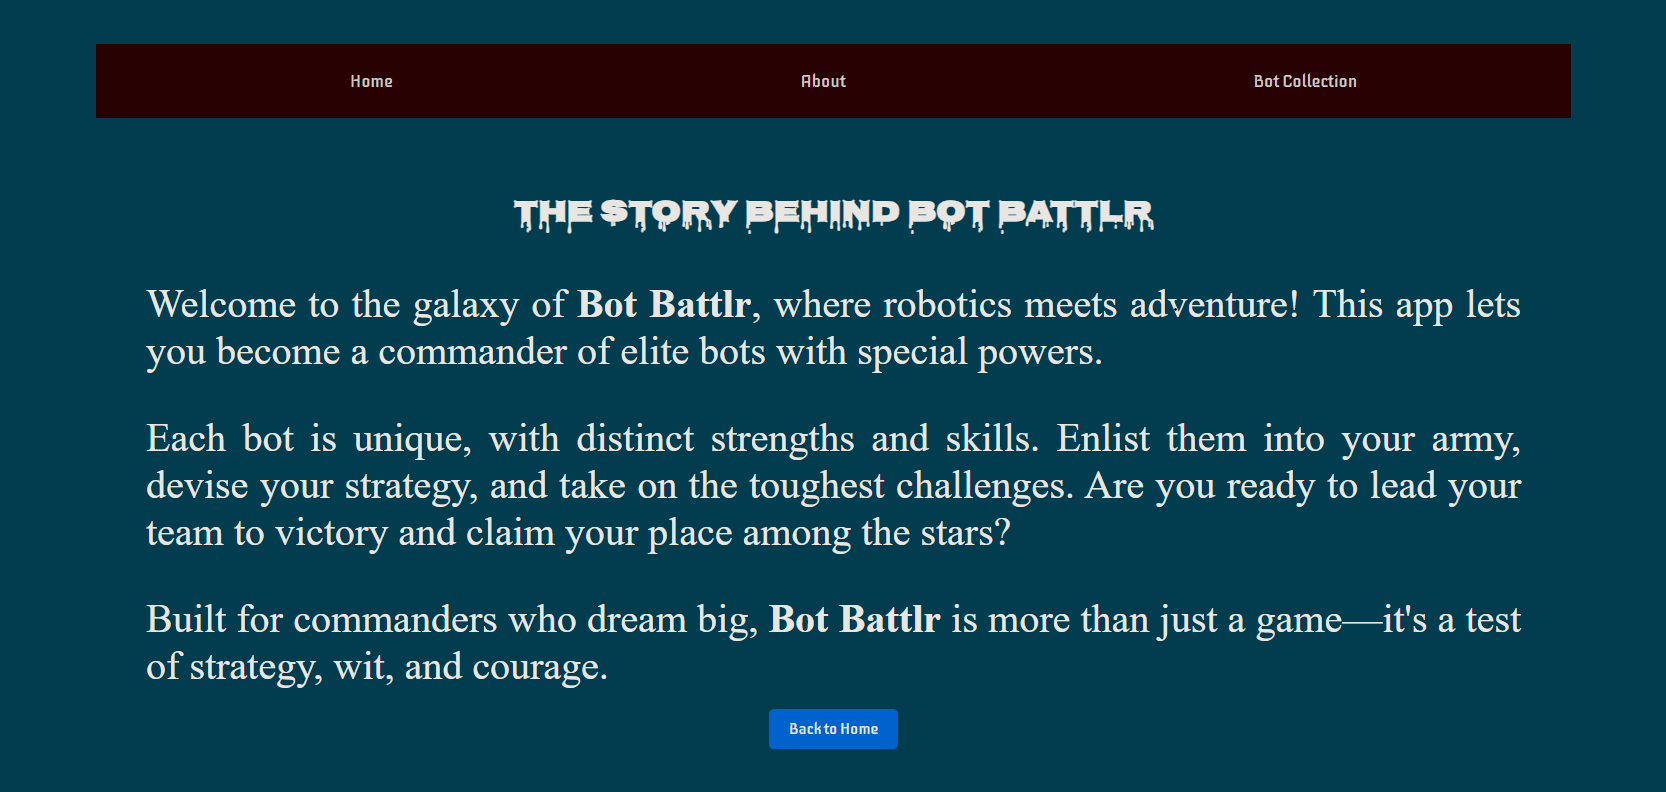 Home
About
Bot Collection
THE STORY BEHIND BOT BATTLR
Welcome to the galaxy of Bot Battlr, where robotics meets adventure! This app lets
you become a commander of elite bots with special powers.
Each bot is unique, with distinct strengths and skills. Enlist them into your army,
devise your strategy, and take on the toughest challenges. Are you ready to lead your
team to victory and claim your place among the stars?
Built for commanders who dream big, Bot Battlr is more than just a game—it's a test
of strategy, wit, and courage.
Back to Home